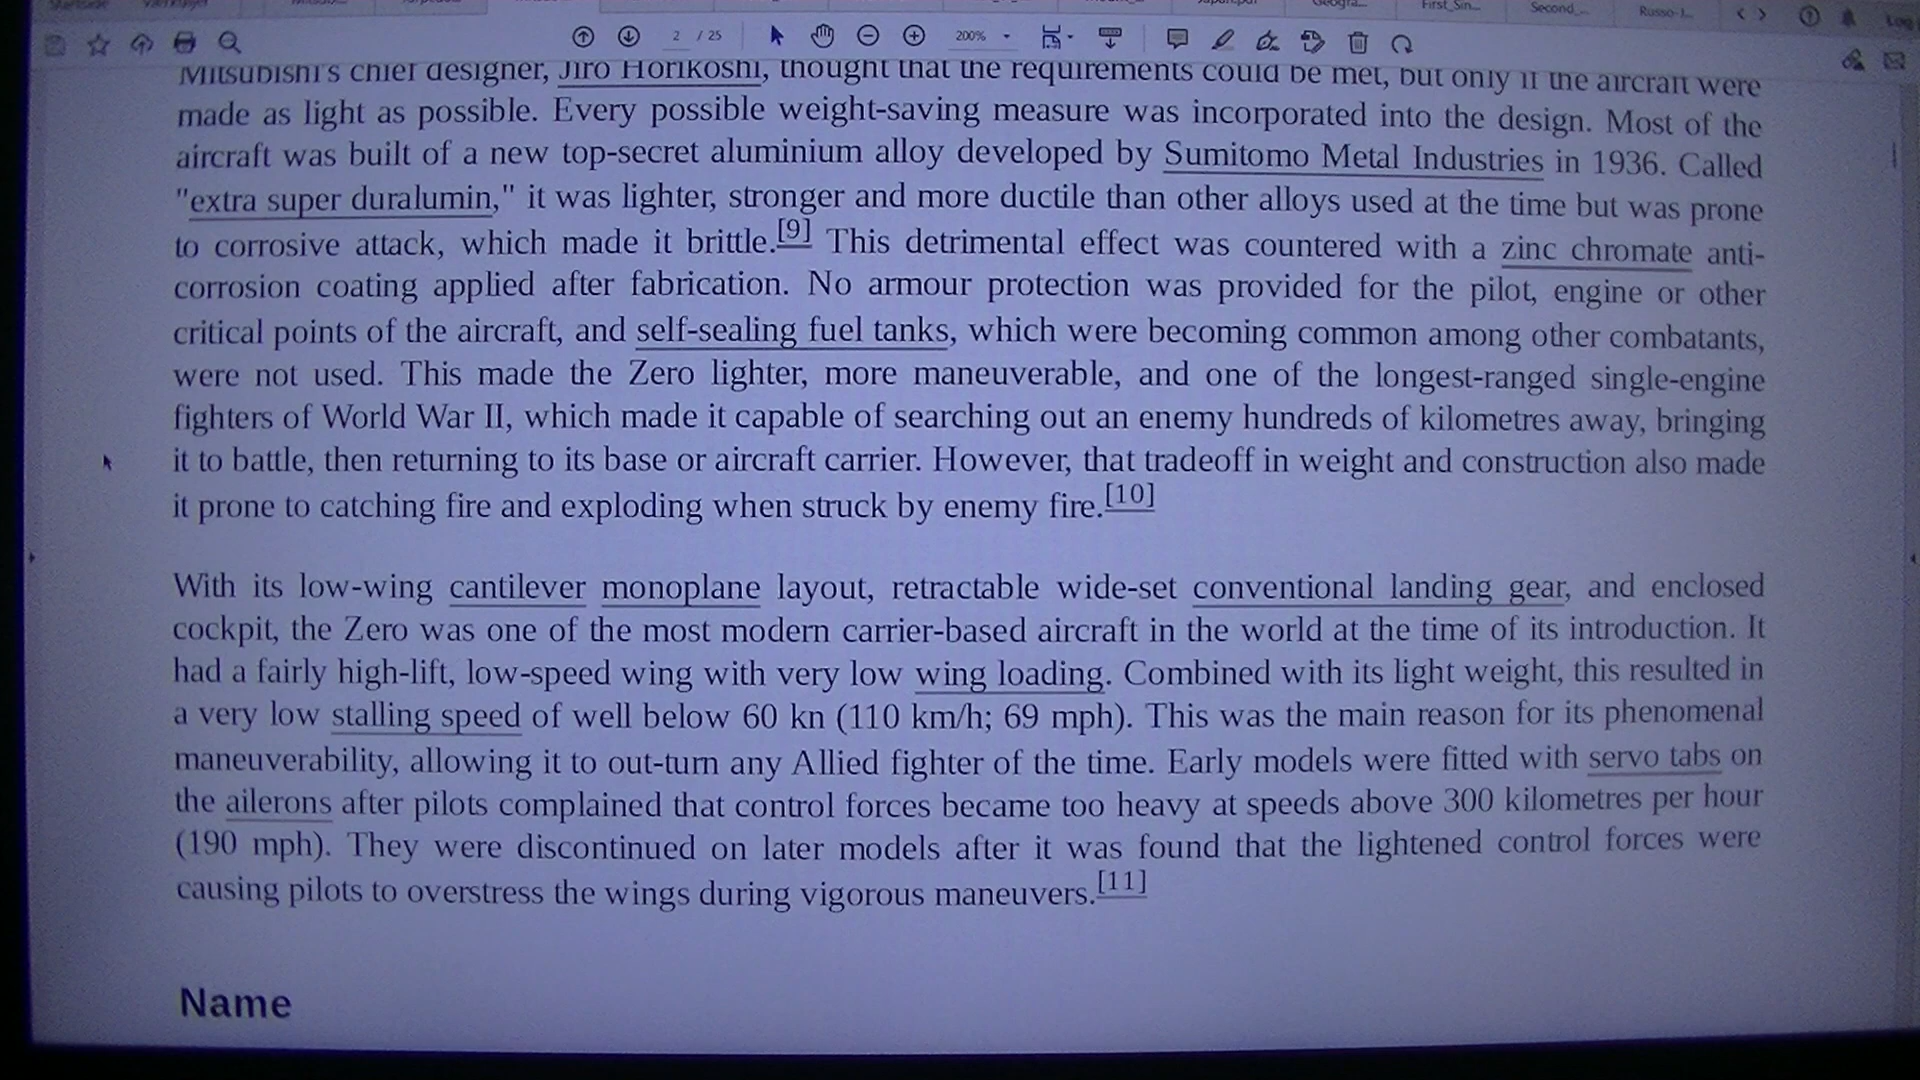 First_Sin...
Second_...
Russo-J...
2 / 25
200%
Mitsubishi's chief designer, Jiro Horikoshi, thought that the requirements could be met, but only if the aircraft were
made as light as possible. Every possible weight-saving measure was incorporated into the design. Most of the
aircraft was built of a new top-secret aluminium alloy developed by Sumitomo Metal Industries in 1936. Called
"extra super duralumin," it was lighter, stronger and more ductile than other alloys used at the time but was prone
to corrosive attack, which made it brittle.[9] This detrimental effect was countered with a zinc chromate anti-
corrosion coating applied after fabrication. No armour protection was provided for the pilot, engine or other
critical points of the aircraft, and self-sealing fuel tanks, which were becoming common among other combatants,
were not used. This made the Zero lighter, more maneuverable, and one of the longest-ranged single-engine
fighters of World War II, which made it capable of searching out an enemy hundreds of kilometres away, bringing
it to battle, then returning to its base or aircraft carrier. However, that tradeoff in weight and construction also made
it prone to catching fire and exploding when struck by enemy fire.[10]
With its low-wing cantilever monoplane layout, retractable wide-set conventional landing gear, and enclosed
cockpit, the Zero was one of the most modern carrier-based aircraft in the world at the time of its introduction. It
had a fairly high-lift, low-speed wing with very low wing loading. Combined with its light weight, this resulted in
a very low stalling speed of well below 60 kn (110 km/h; 69 mph). This was the main reason for its phenomenal
maneuverability, allowing it to out-turn any Allied fighter of the time. Early models were fitted with servo tabs on
the ailerons after pilots complained that control forces became too heavy at speeds above 300 kilometres per hour
(190 mph). They were discontinued on later models after it was found that the lightened control forces were
causing pilots to overstress the wings during vigorous maneuvers.[11]
Name